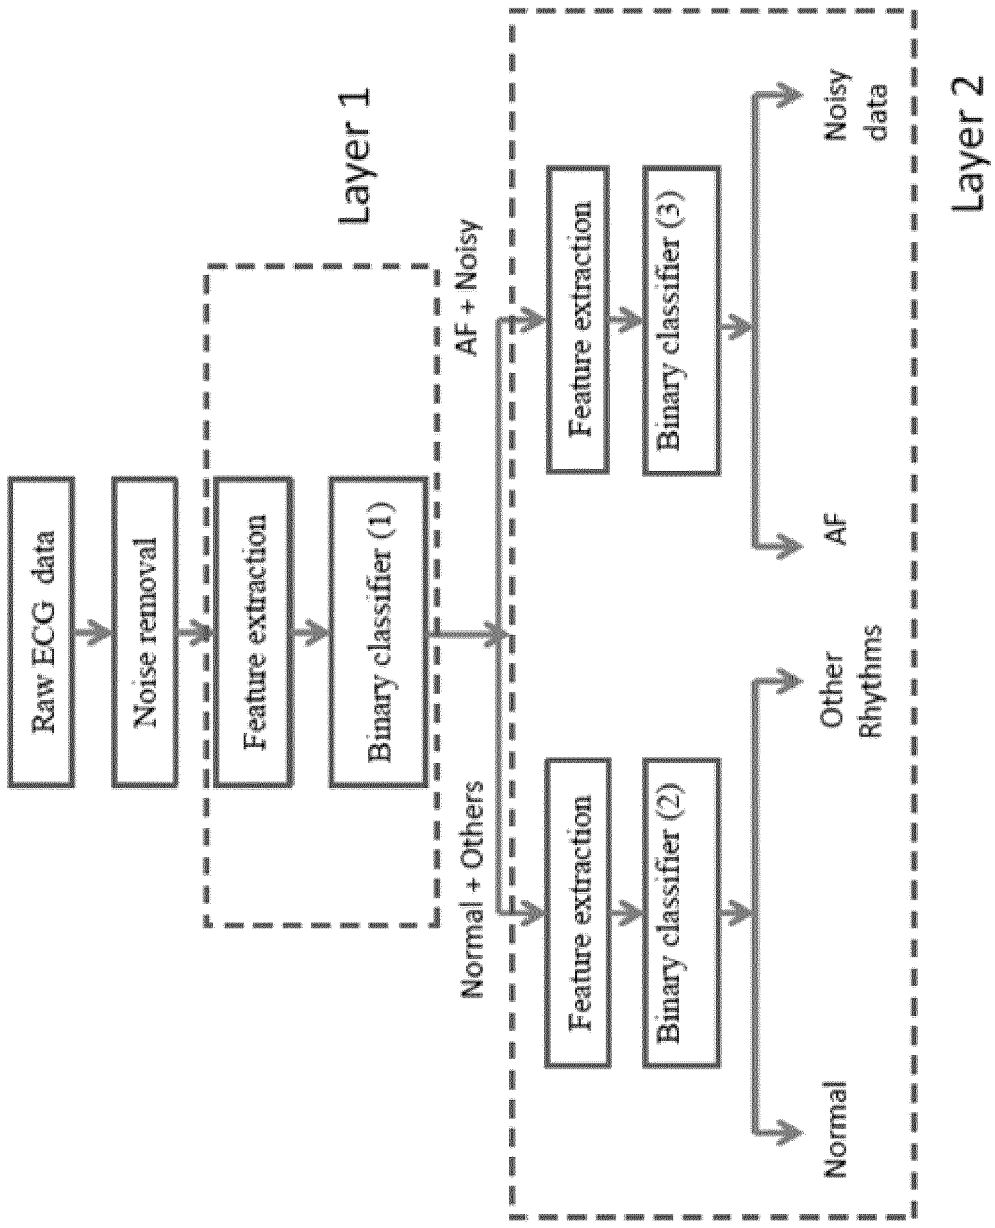 Raw ECG data
Noise removal
Feature extraction
Binary classifier (1)
Layer 1
Normal + Others
AF + Noisy
Feature extraction
Binary classifier (2)
Feature extraction
Binary classifier (3)
Normal
Other
Rhythms
AF
Noisy
data
Layer 2